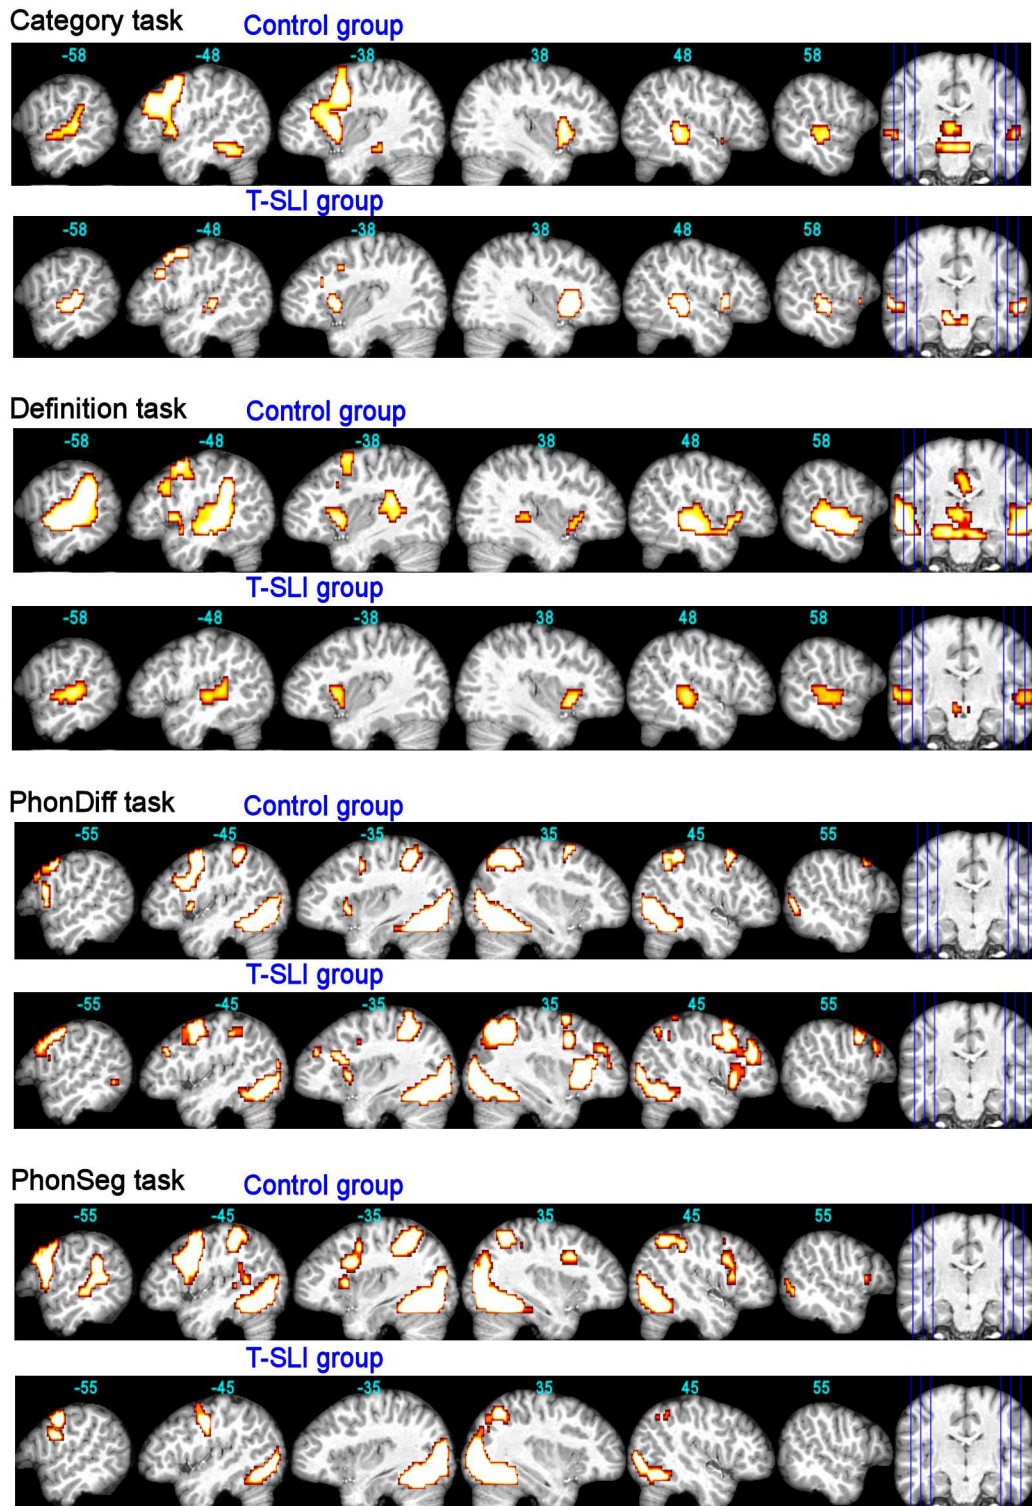 Category task Control group
-58 -48 -38 38 48 58
T-SLI group
-58 -48 -38 38 48 58
Definition task Control group
-58 -48 -38 38 48 58
T-SLI group
-58 -48 -38 38 48 58
PhonDiff task Control group
-55 -45 -35 35 45 55
T-SLI group
-55 -45 -35 35 45 55
PhonSeg task Control group
-55 -45 -35 35 45 55
T-SLI group
-55 -45 -35 35 45 55